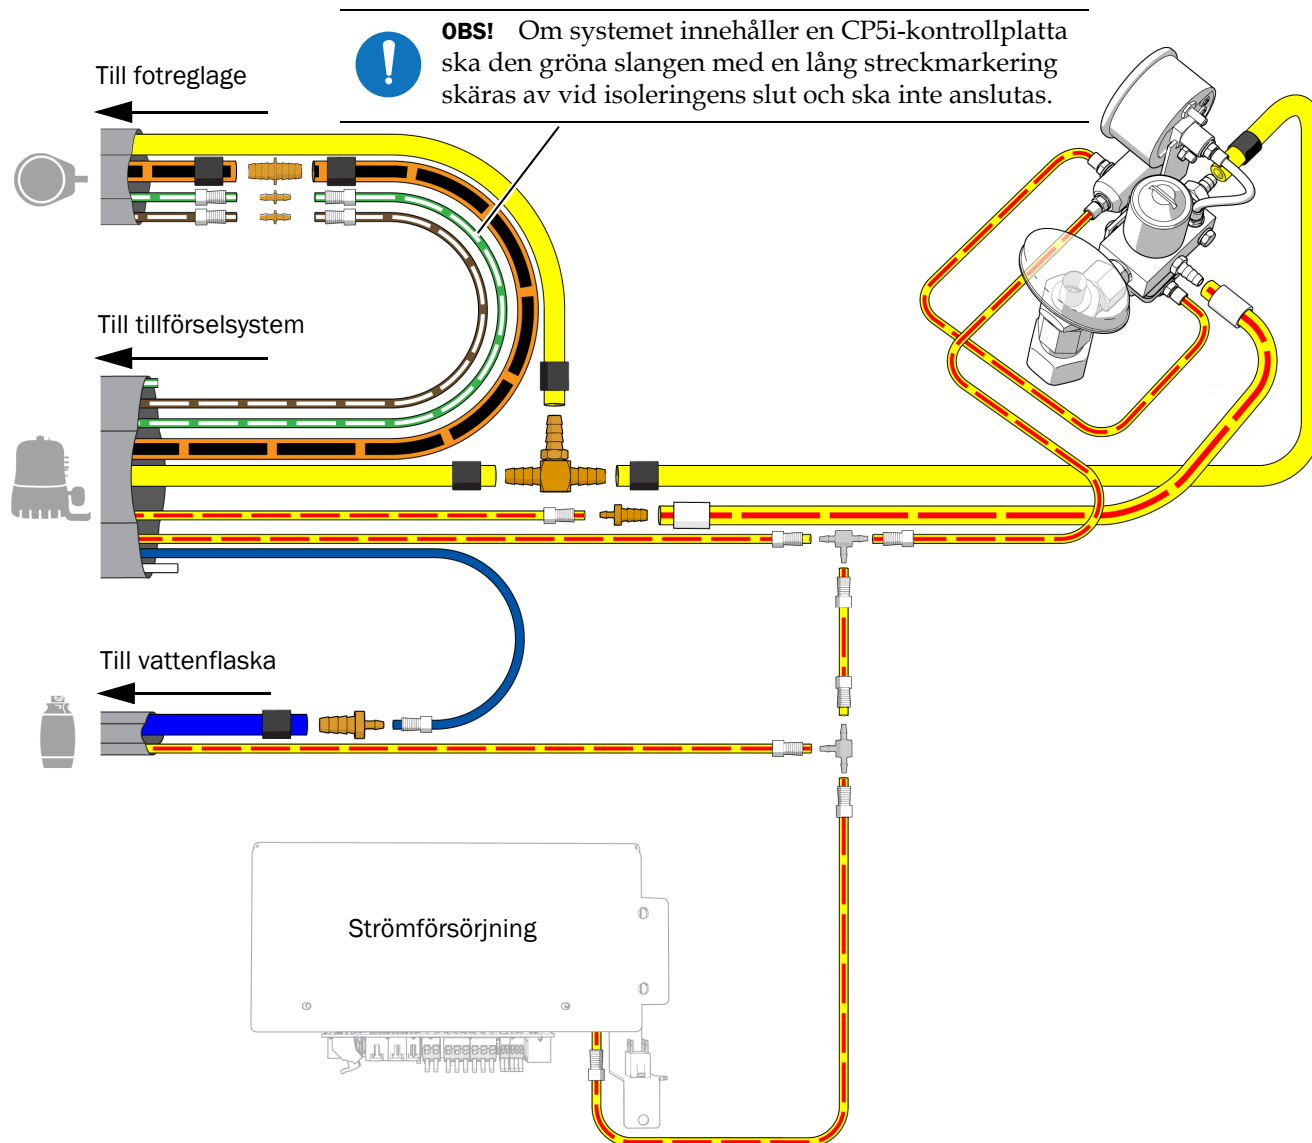 OBS! Om systemet innehåller en CP5i-kontrollplatta
ska den gröna slangen med en lång streckmarkering
skäras av vid isoleringens slut och ska inte anslutas.
Till fotreglage
Till tillförselsystem
Till vattenflaska
Strömförsörjning